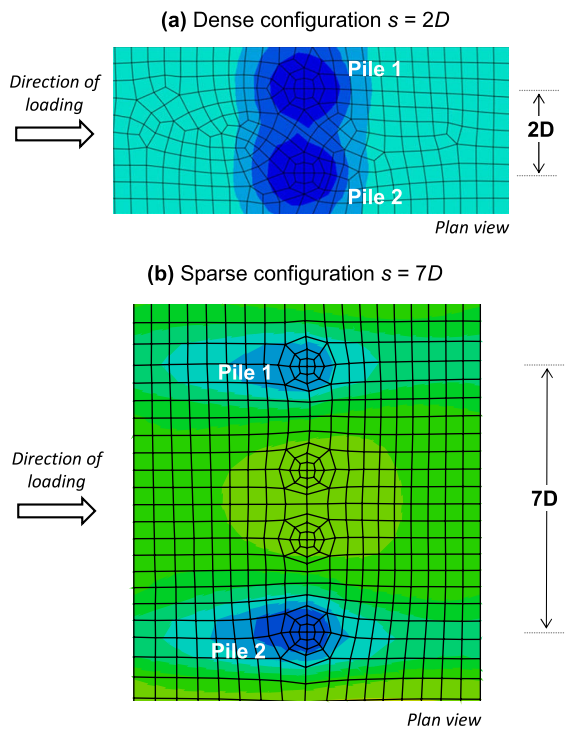 (a) Dense configuration s = 2D
Direction of
loading
Pile 1
2D
Pile 2
Plan view
(b) Sparse configuration s = 7D
Pile 1
Direction of
loading
7D
Pile 2
Plan view